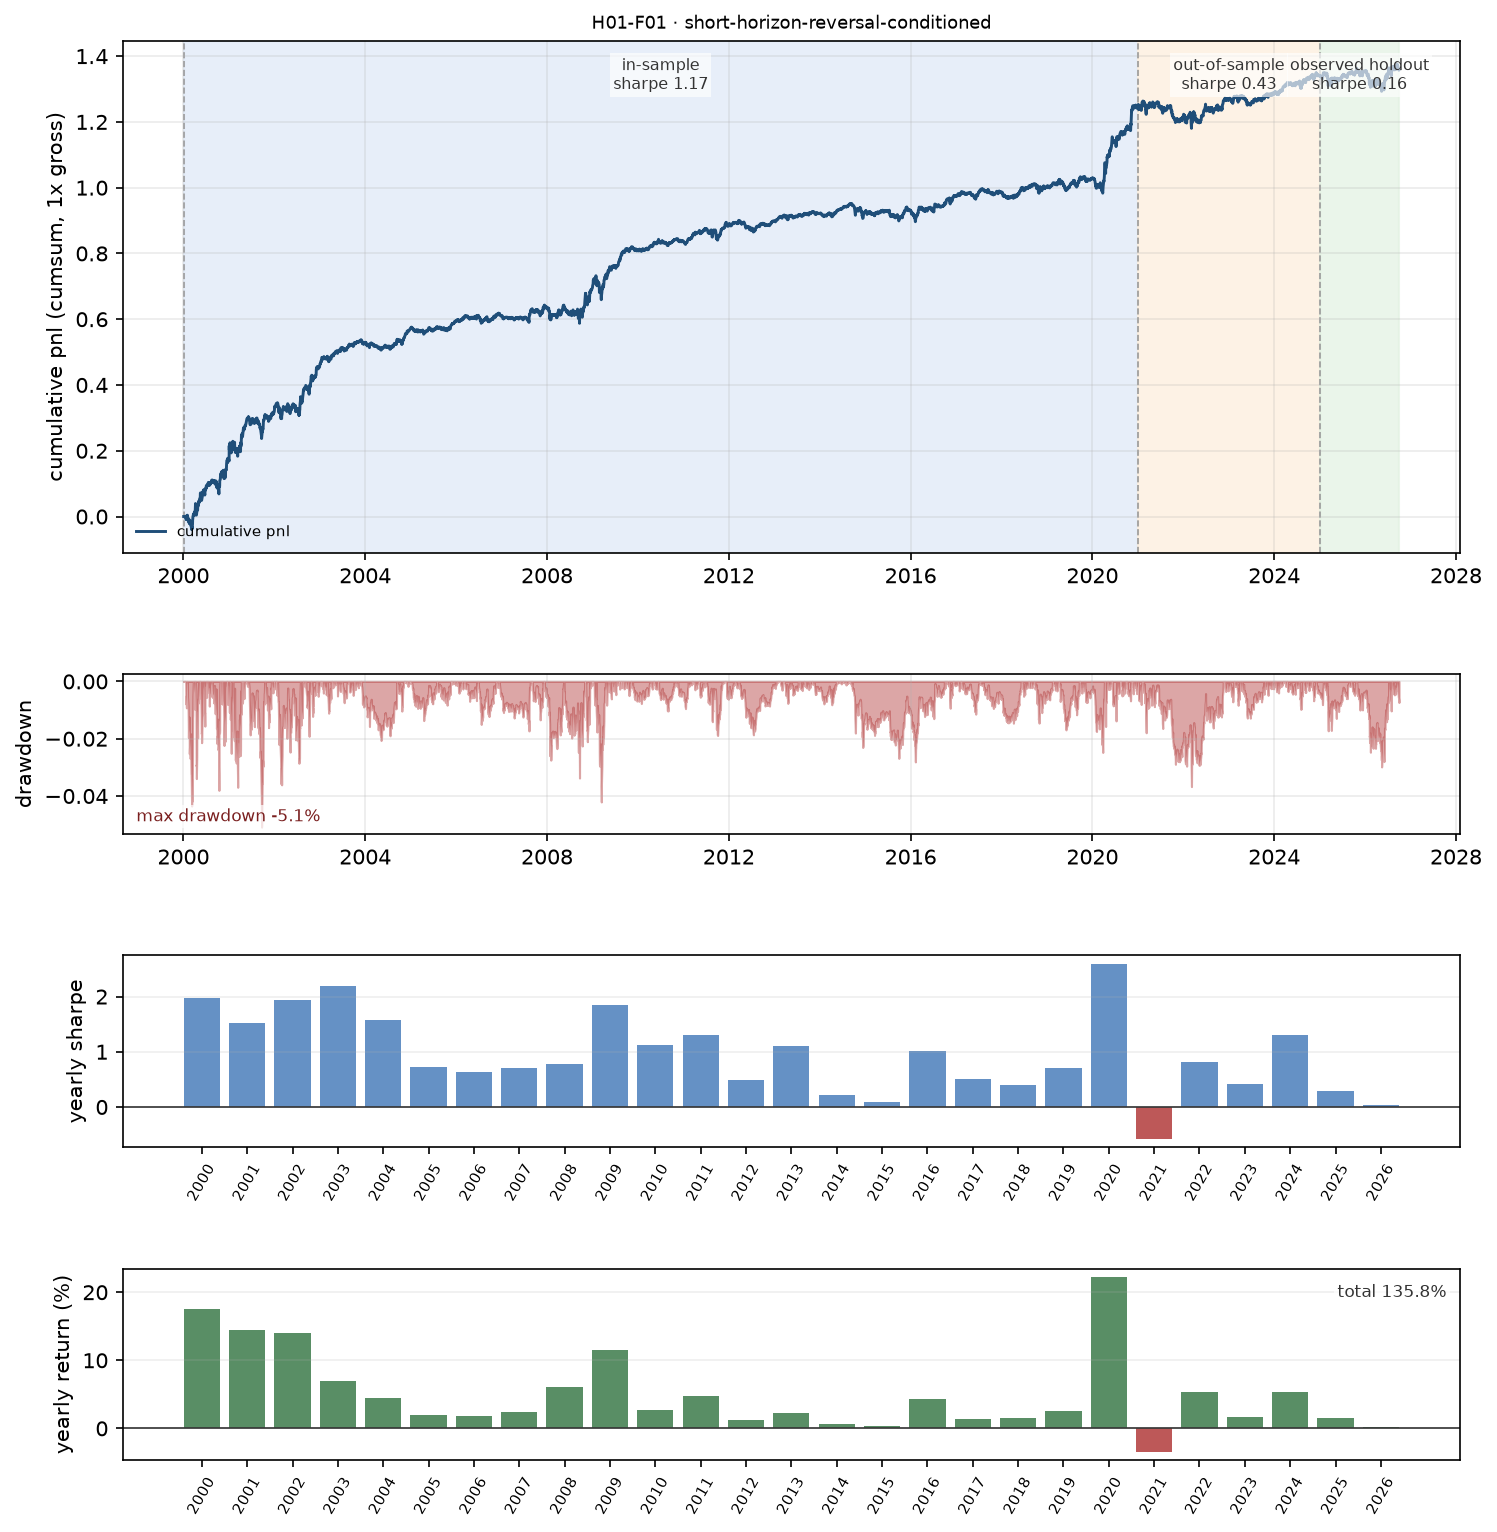 H01-F01 · short-horizon-reversal-conditioned
cumulative pnl (cumsum, 1x gross)
1.4
1.2
1.0
0.8
0.6
0.4
0.2
0.0
in-sample
sharpe 1.17
out-of-sample
sharpe 0.43
observed holdout
sharpe 0.16
cumulative pnl
2000 2004 2008 2012 2016 2020 2024 2028
drawdown
0.00
−0.02
−0.04
max drawdown -5.1%
2000 2004 2008 2012 2016 2020 2024 2028
yearly sharpe
2
1
0
2000 2001 2002 2003 2004 2005 2006 2007 2008 2009 2010 2011 2012 2013 2014 2015 2016 2017 2018 2019 2020 2021 2022 2023 2024 2025 2026
yearly return (%)
20
10
0
total 135.8%
2000 2001 2002 2003 2004 2005 2006 2007 2008 2009 2010 2011 2012 2013 2014 2015 2016 2017 2018 2019 2020 2021 2022 2023 2024 2025 2026